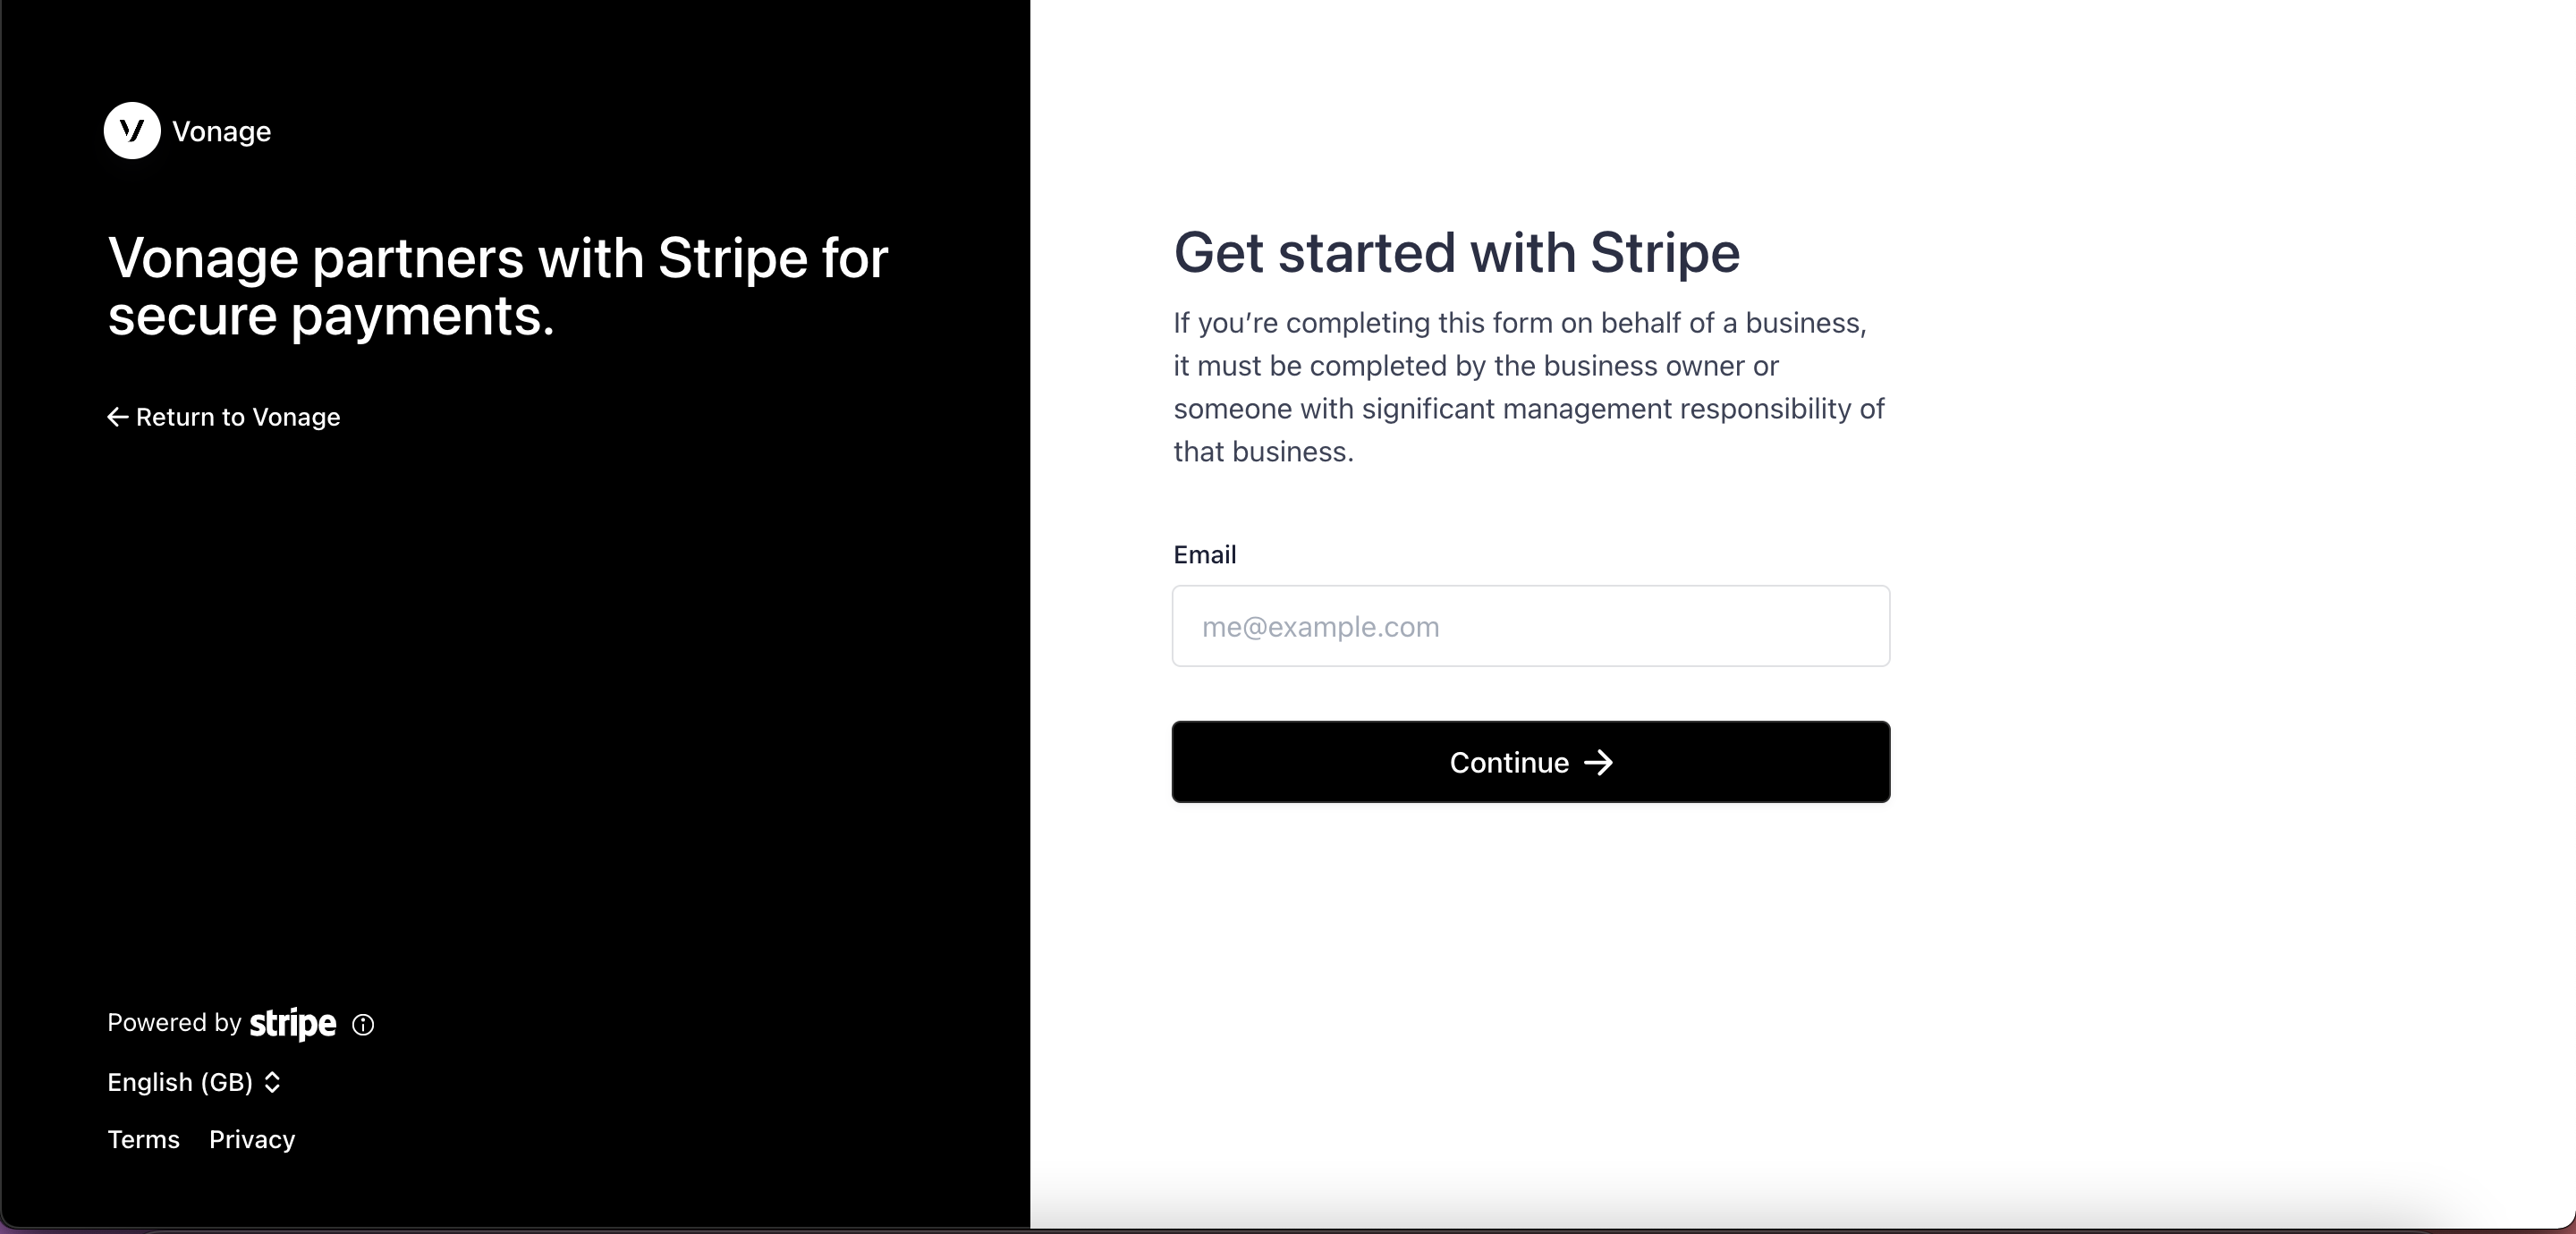 Vonage
Vonage partners with Stripe for
secure payments.
Return to Vonage
Powered by stripe
English (GB)
Terms Privacy
Get started with Stripe
If you’re completing this form on behalf of a business,
it must be completed by the business owner or
someone with significant management responsibility of
that business.
Email
me@example.com
Continue